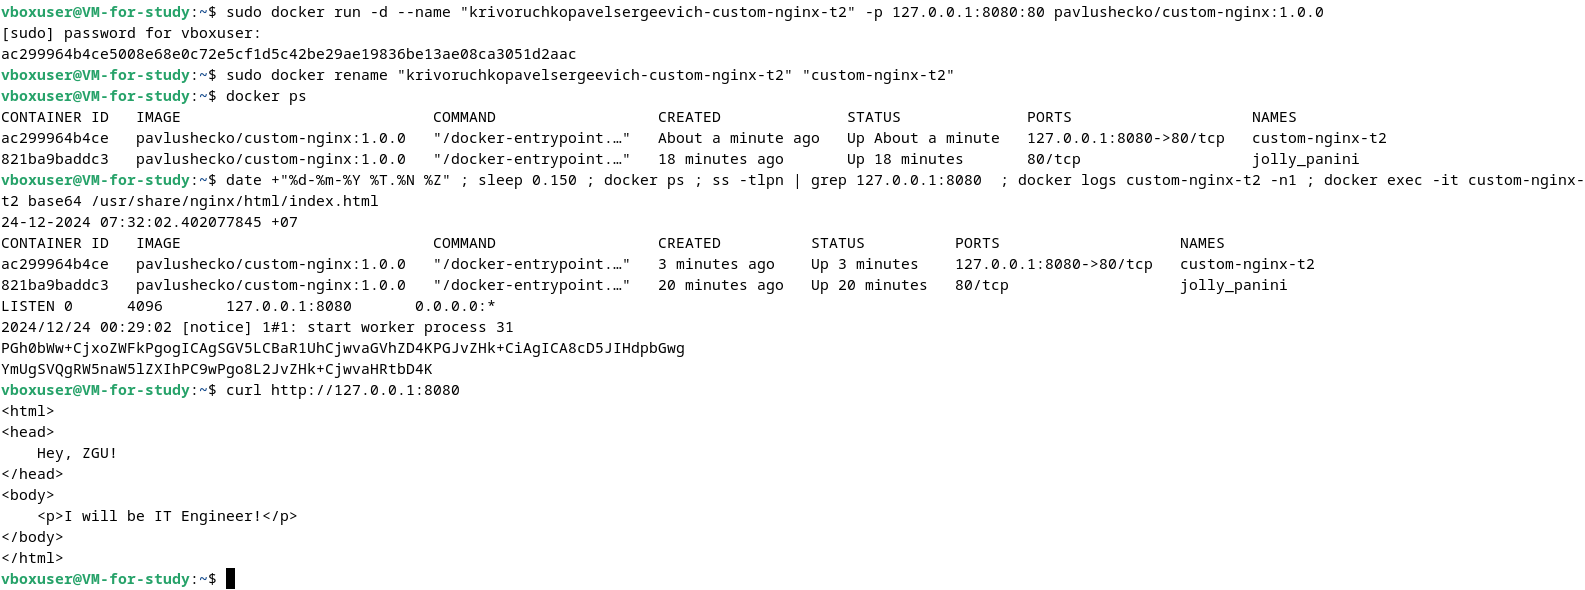 vboxuser@VM-for-study:~$ sudo docker run -d --name "krivoruchkopavelsergeevich-custom-nginx-t2" -p 127.0.0.1:8080:80 pavlushecko/custom-nginx:1.0.0
[sudo] password for vboxuser:
ac299964b4ce5008e68e0c72e5cf1d5c42be29ae19836be13ae08ca3051d2aac
vboxuser@VM-for-study:~$ sudo docker rename "krivoruchkopavelsergeevich-custom-nginx-t2" "custom-nginx-t2"
vboxuser@VM-for-study:~$ docker ps
CONTAINER ID   IMAGE                            COMMAND                  CREATED              STATUS              PORTS                    NAMES
ac299964b4ce   pavlushecko/custom-nginx:1.0.0   "/docker-entrypoint.…"   About a minute ago   Up About a minute   127.0.0.1:8080->80/tcp   custom-nginx-t2
821ba9baddc3   pavlushecko/custom-nginx:1.0.0   "/docker-entrypoint.…"   18 minutes ago       Up 18 minutes       80/tcp                   jolly_panini
vboxuser@VM-for-study:~$ date +"%d-%m-%Y %T.%N %Z" ; sleep 0.150 ; docker ps ; ss -tlpn | grep 127.0.0.1:8080  ; docker logs custom-nginx-t2 -n1 ; docker exec -it custom-nginx-
t2 base64 /usr/share/nginx/html/index.html
24-12-2024 07:32:02.402077845 +07
CONTAINER ID   IMAGE                            COMMAND                  CREATED          STATUS          PORTS                    NAMES
ac299964b4ce   pavlushecko/custom-nginx:1.0.0   "/docker-entrypoint.…"   3 minutes ago    Up 3 minutes    127.0.0.1:8080->80/tcp   custom-nginx-t2
821ba9baddc3   pavlushecko/custom-nginx:1.0.0   "/docker-entrypoint.…"   20 minutes ago   Up 20 minutes   80/tcp                   jolly_panini
LISTEN 0      4096       127.0.0.1:8080      0.0.0.0:*
2024/12/24 00:29:02 [notice] 1#1: start worker process 31
PGh0bWw+CjxoZWFkPgogICAgSGV5LCBaR1UhCjwvaGVhZD4KPGJvZHk+CiAgICA8cD5JIHdpbGwg
YmUgSVQgRW5naW5lZXIhPC9wPgo8L2JvZHk+CjwvaHRtbD4K
vboxuser@VM-for-study:~$ curl http://127.0.0.1:8080
<html>
<head>
    Hey, ZGU!
</head>
<body>
    <p>I will be IT Engineer!</p>
</body>
</html>
vboxuser@VM-for-study:~$